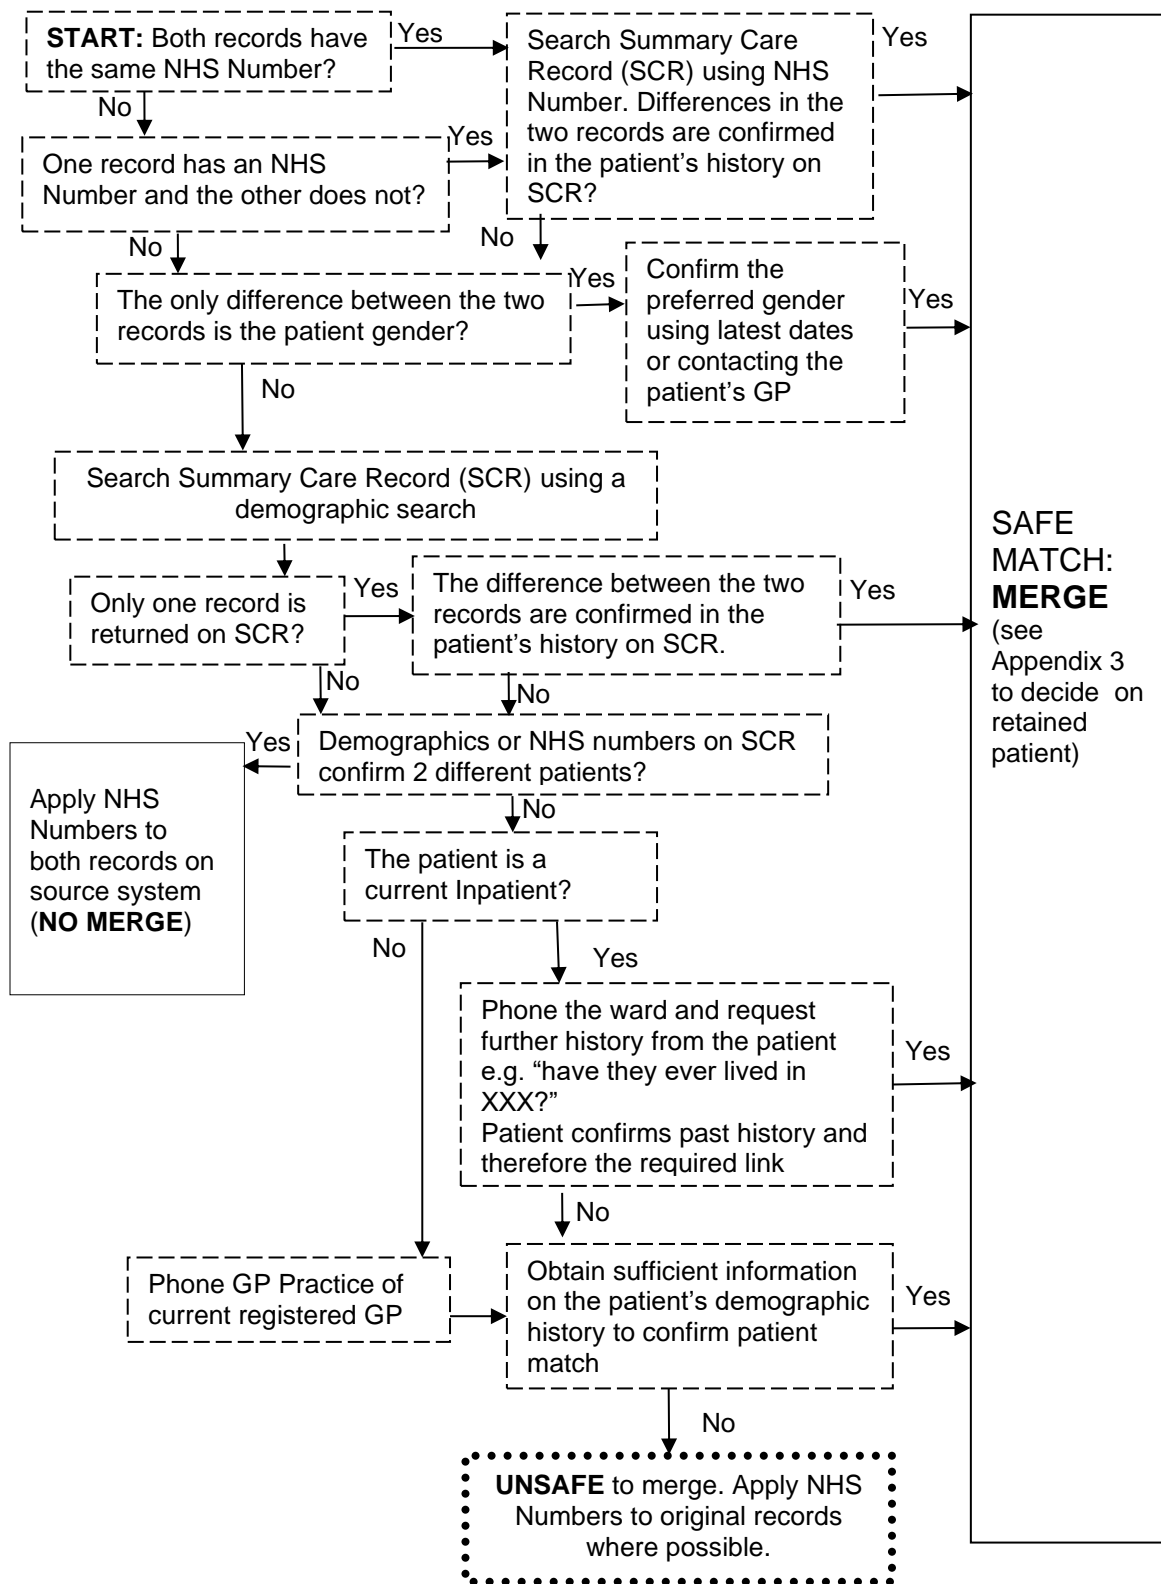 START: Both records have
the same NHS Number?
Yes
Search Summary Care
Record (SCR) using NHS
Number. Differences in the
two records are confirmed
in the patient's history on
SCR?
Yes
No
One record has an NHS
Number and the other does not?
Yes
No
No
The only difference between the two
records is the patient gender?
Yes
Confirm the
preferred gender
using latest dates
or contacting the
patient's GP
Yes
No
Search Summary Care Record (SCR) using a
demographic search
Only one record is
returned on SCR?
Yes
The difference between the two
records are confirmed in the
patient's history on SCR.
Yes
No
No
SAFE
MATCH:
MERGE
(see
Appendix 3
to decide on
retained
patient)
Demographics or NHS numbers on SCR
confirm 2 different patients?
Yes
Apply NHS
Numbers to
both records on
source system
(NO MERGE)
No
The patient is a
current Inpatient?
No
Yes
Phone the ward and request
further history from the patient
e.g. “have they ever lived in
XXX?”
Patient confirms past history and
therefore the required link
Yes
No
Phone GP Practice of
current registered GP
Obtain sufficient information
on the patient's demographic
history to confirm patient
match
Yes
No
UNSAFE to merge. Apply NHS
Numbers to original records
where possible.